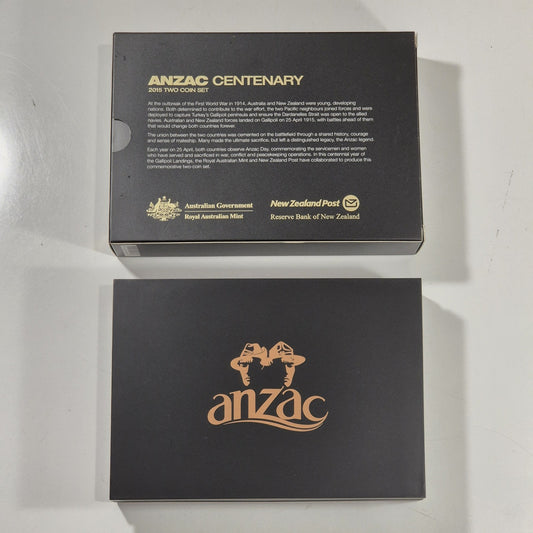 ANZAC CENTENARY
2015 TWO COIN SET
At the outbreak of the First World War in 1914, Australia and New Zealand were young, developing
nations. Both determined to contribute to the war effort, the two Pacific neighbours joined forces and were
deployed to capture Turkey's Gallipoli peninsula and ensure the Dardanelles Strait was open to the allied
navies. Australian and New Zealand forces landed on Gallipoli on 25 April 1915, with battles ahead of them
that would change both countries forever.
The union between the two countries was cemented on the battlefield through a shared history, courage
and sense of mateship. Many made the ultimate sacrifice, but left a distinguished legacy, the Anzac legend.
Each year on 25 April, both countries observe Anzac Day, commemorating the servicemen and women
who have served and sacrificed in war, conflict and peacekeeping operations. In this centennial year of
the Gallipoli Landings, the Royal Australian Mint and New Zealand Post have collaborated to produce this
commemorative two-coin set.
Australian Government
Royal Australian Mint
New Zealand Post
Reserve Bank of New Zealand
anzac